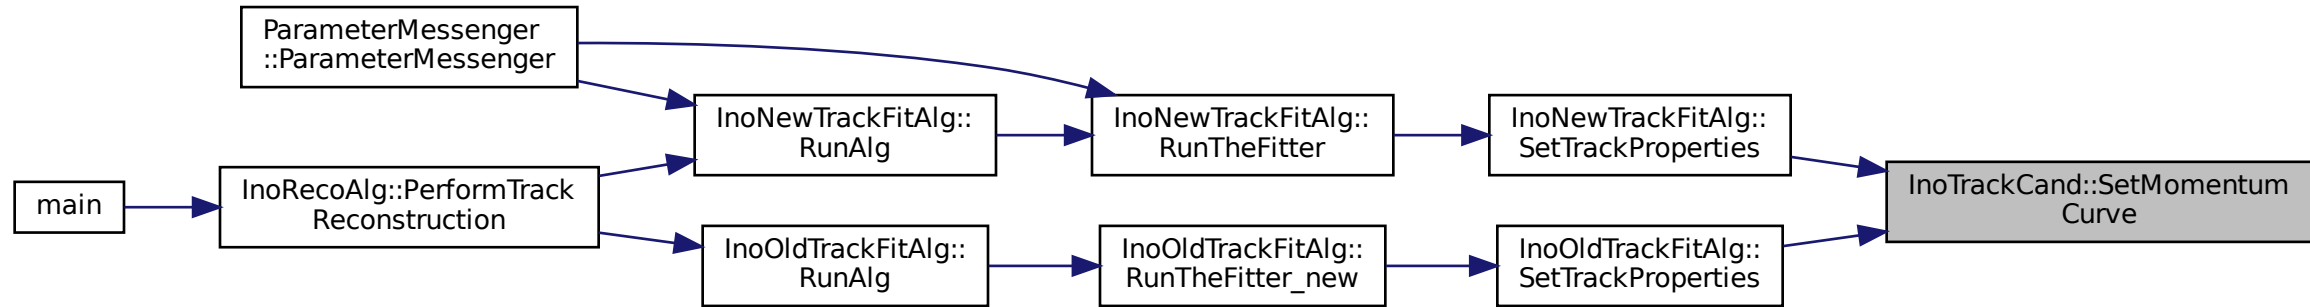 ParameterMessenger
::ParameterMessenger
InoNewTrackFitAlg::
RunAlg
InoNewTrackFitAlg::
RunTheFitter
InoNewTrackFitAlg::
SetTrackProperties
InoTrackCand::SetMomentum
Curve
main
InoRecoAlg::PerformTrack
Reconstruction
InoOldTrackFitAlg::
RunAlg
InoOldTrackFitAlg::
RunTheFitter_new
InoOldTrackFitAlg::
SetTrackProperties